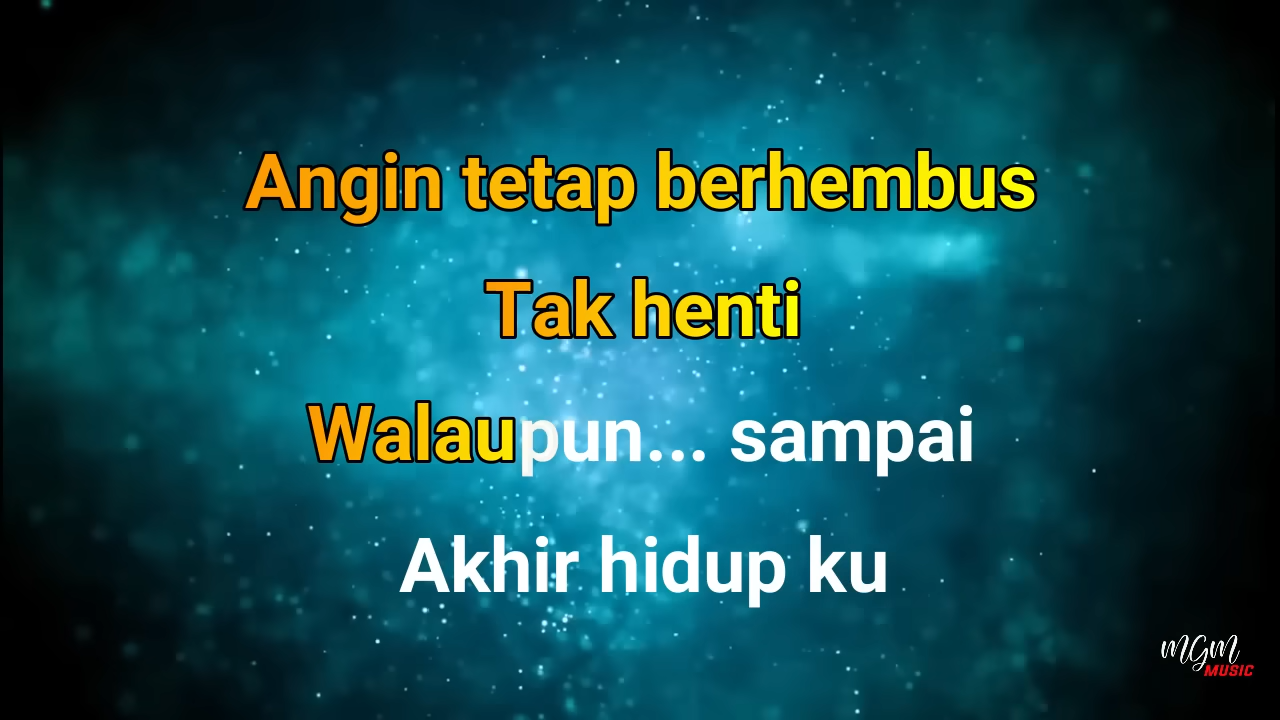 Angin tetap berhembus
Tak henti
Walaupun... sampai
Akhir hidup ku
MGM
MUSIC